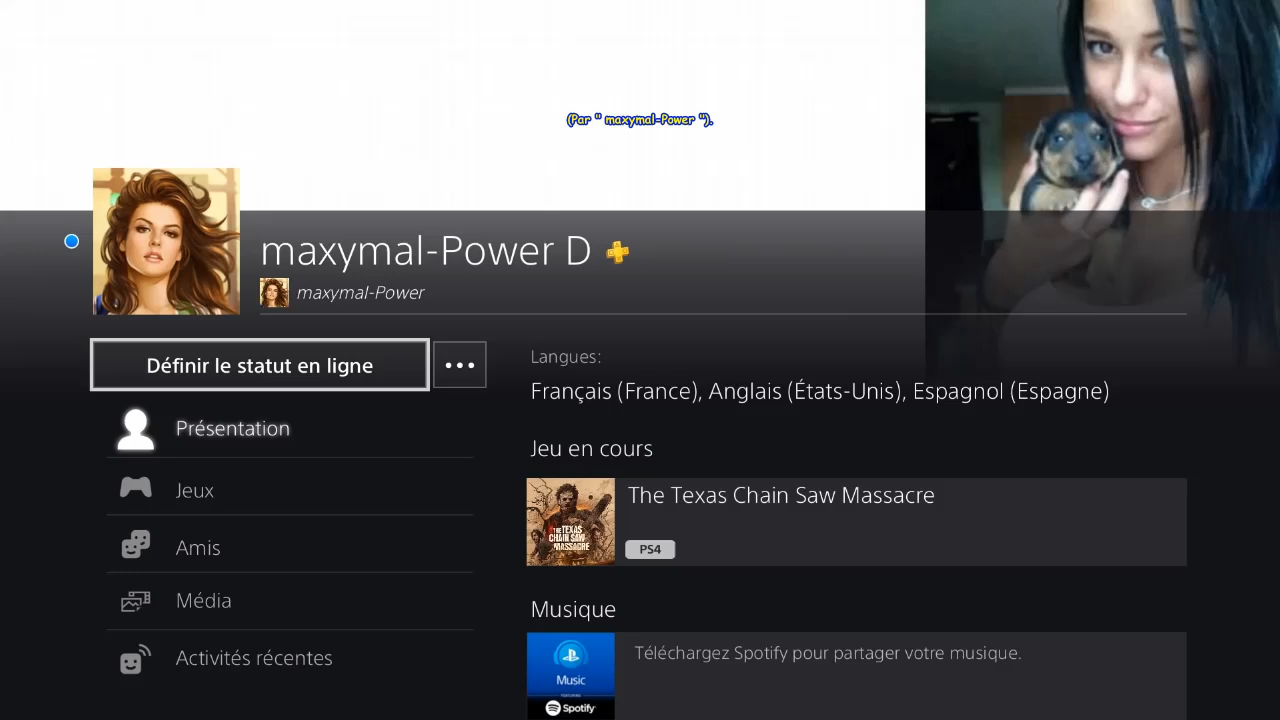 (Par " maxymal-Power ").
maxymal-Power D
maxymal-Power
Définir le statut en ligne
Présentation
Jeux
Amis
Média
Activités récentes
Langues:
Français (France), Anglais (États-Unis), Espagnol (Espagne)
Jeu en cours
THE TEXAS
CHAIN SAW
MASSACRE
The Texas Chain Saw Massacre
PS4
Musique
Music
FEATURING
Spotify
Téléchargez Spotify pour partager votre musique.